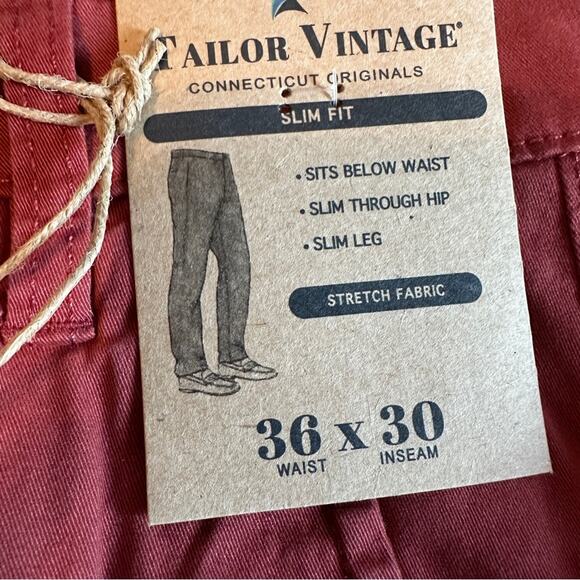 TAILOR VINTAGE®
CONNECTICUT ORIGINALS
SLIM FIT
• SITS BELOW WAIST
• SLIM THROUGH HIP
• SLIM LEG
STRETCH FABRIC
36 x 30
WAIST INSEAM